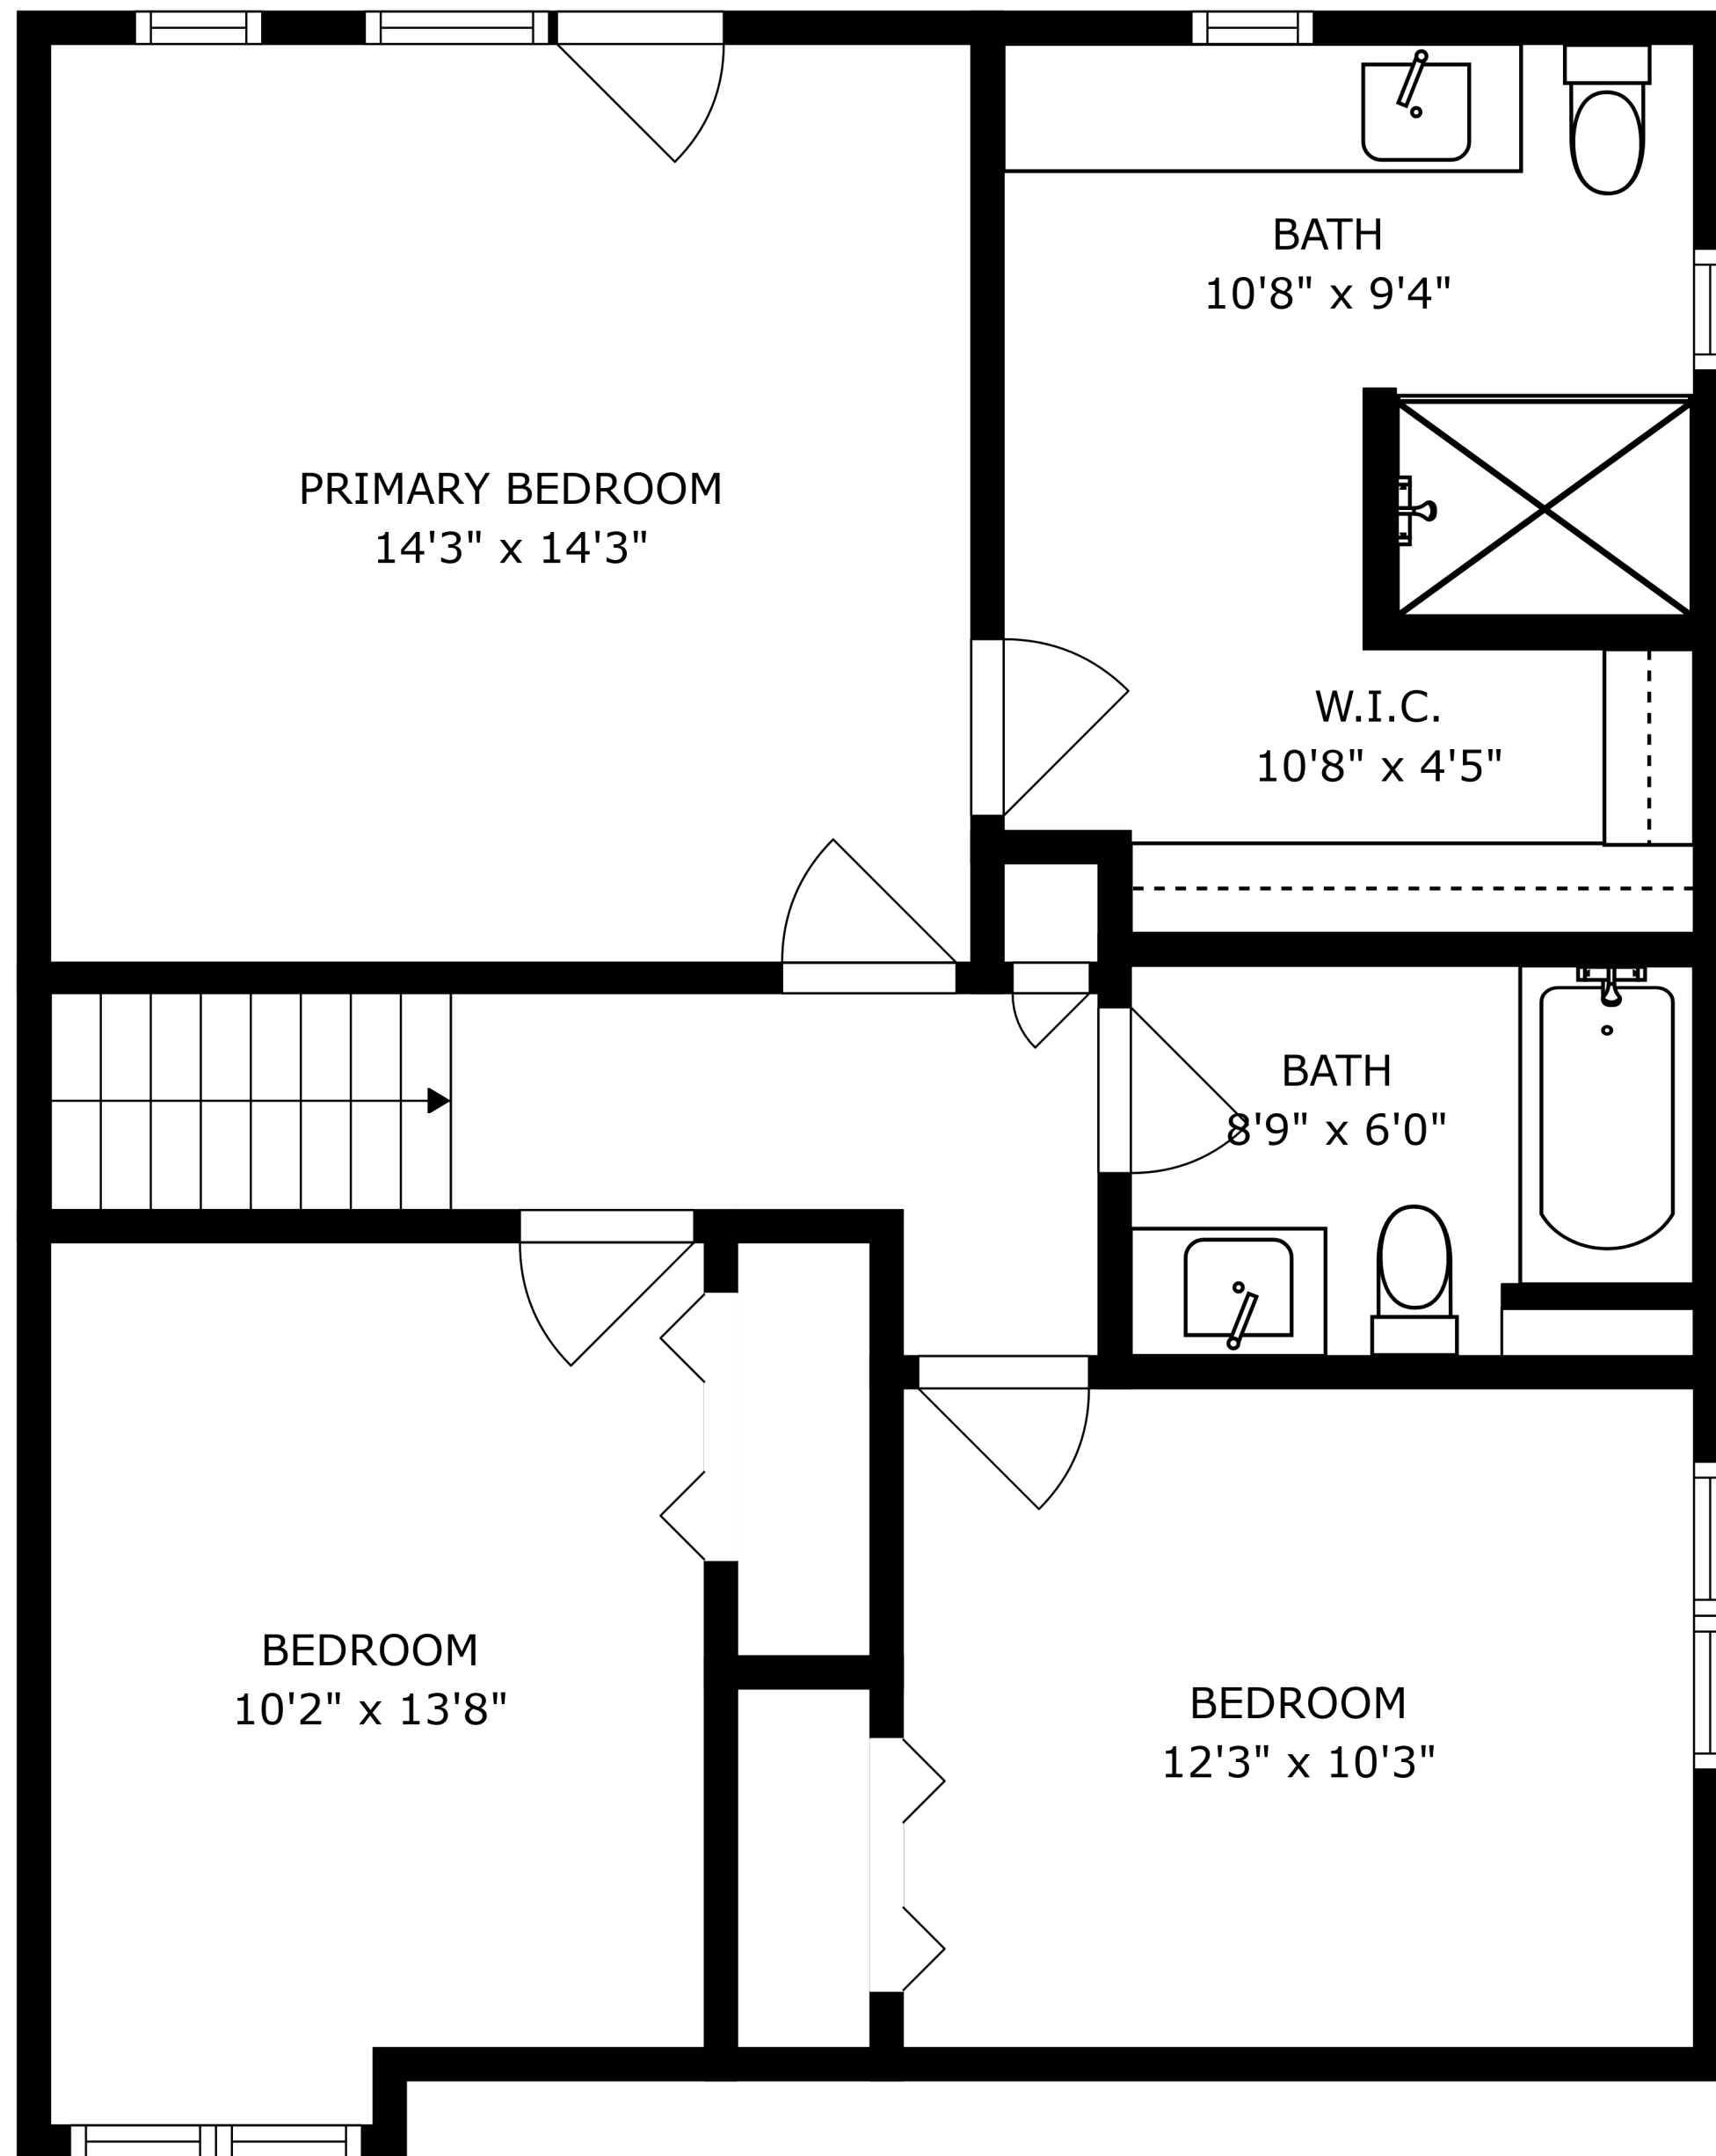 BATH
10'8" x 9'4"
PRIMARY BEDROOM
14'3" x 14'3"
W.I.C.
10'8" x 4'5"
BATH
8'9" x 6'0"
BEDROOM
10'2" x 13'8"
BEDROOM
12'3" x 10'3"